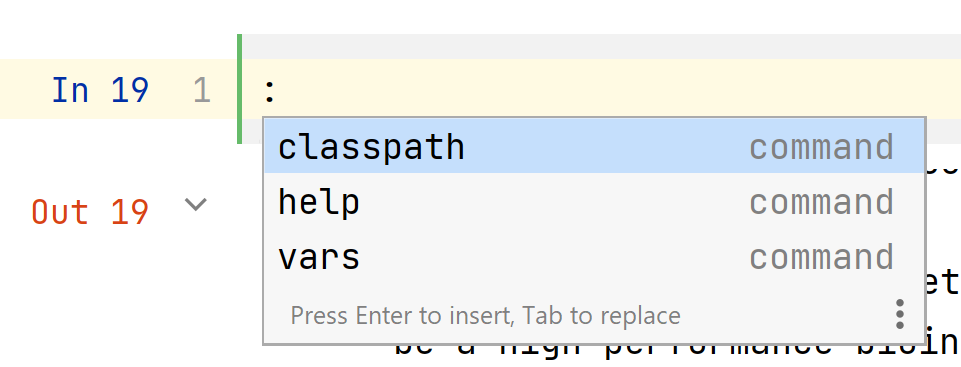 In 19 1 :
classpath command
help command
Out 19
vars command
et
Press Enter to insert, Tab to replace
be a high performance